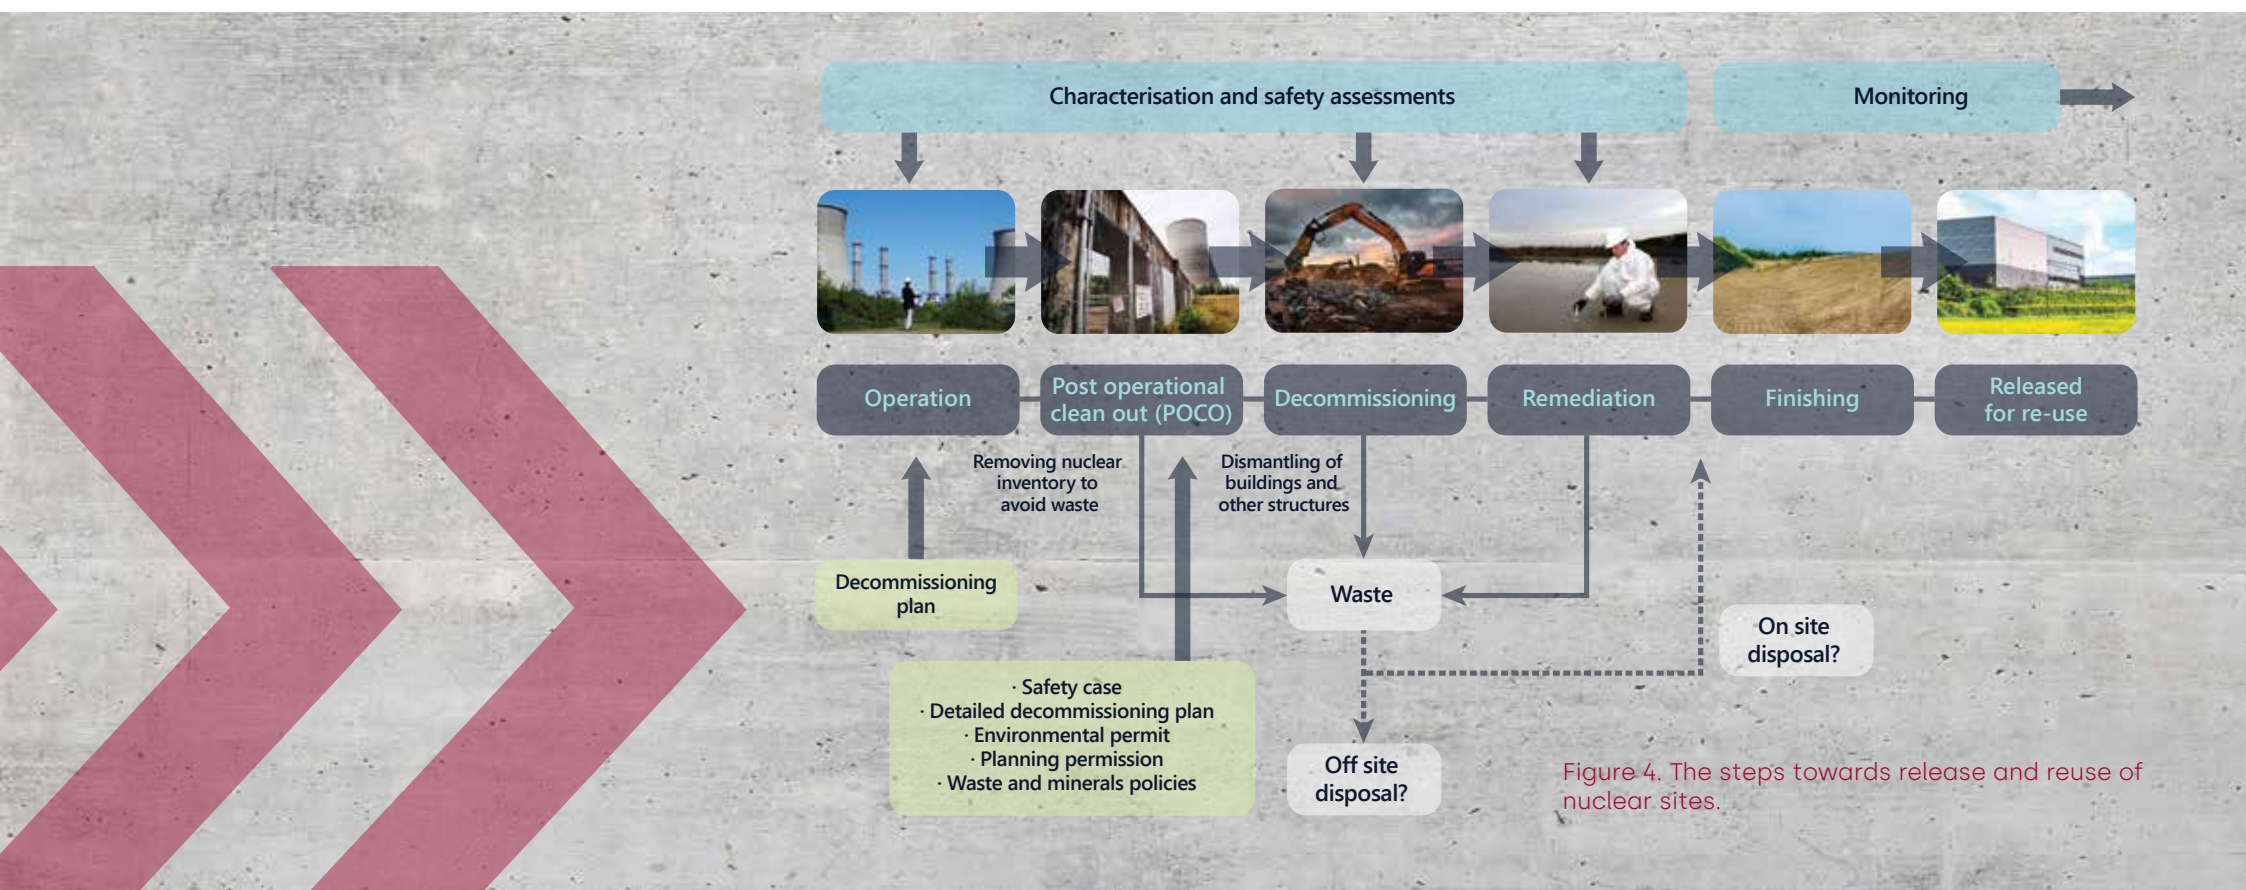 Characterisation and safety assessments
Monitoring
Operation
Post operational
clean out (POCO)
Decommissioning
Remediation
Finishing
Released
for re-use
Removing nuclear
inventory to
avoid waste
Dismantling of
buildings and
other structures
Decommissioning
plan
Waste
On site
disposal?
· Safety case
· Detailed decommissioning plan
· Environmental permit
· Planning permission
· Waste and minerals policies
Off site
disposal?
Figure 4. The steps towards release and reuse of
nuclear sites.